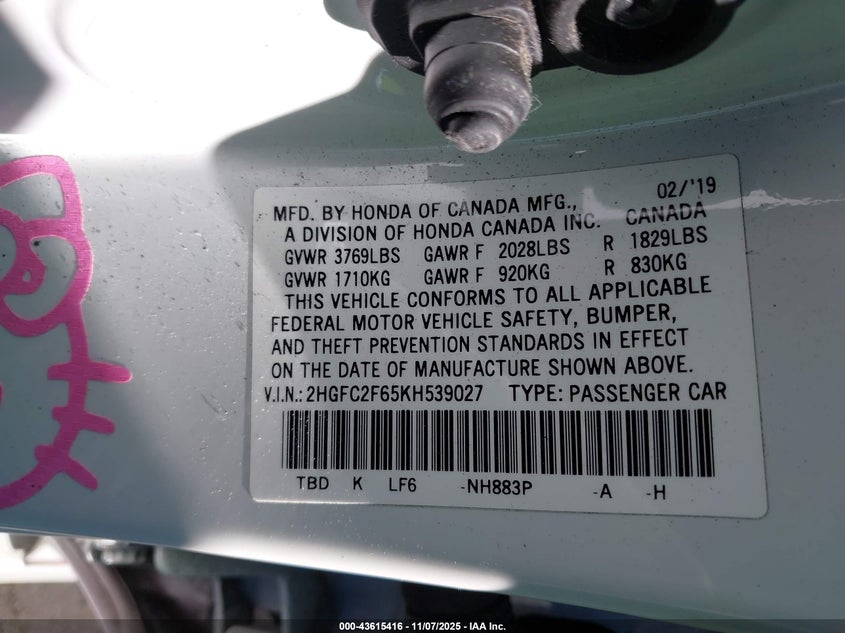 02/'19
MFD. BY HONDA OF CANADA MFG.,
A DIVISION OF HONDA CANADA INC. CANADA
GVWR 3769LBS GAWR F 2028LBS R 1829LBS
GVWR 1710KG GAWR F 920KG R 830KG
THIS VEHICLE CONFORMS TO ALL APPLICABLE
FEDERAL MOTOR VEHICLE SAFETY, BUMPER,
AND THEFT PREVENTION STANDARDS IN EFFECT
ON THE DATE OF MANUFACTURE SHOWN ABOVE.
V.I.N.: 2HGFC2F65KH539027 TYPE: PASSENGER CAR
TBD K LF6 -NH883P -A -H
000-43615416 - 11/07/2025 - IAA Inc.